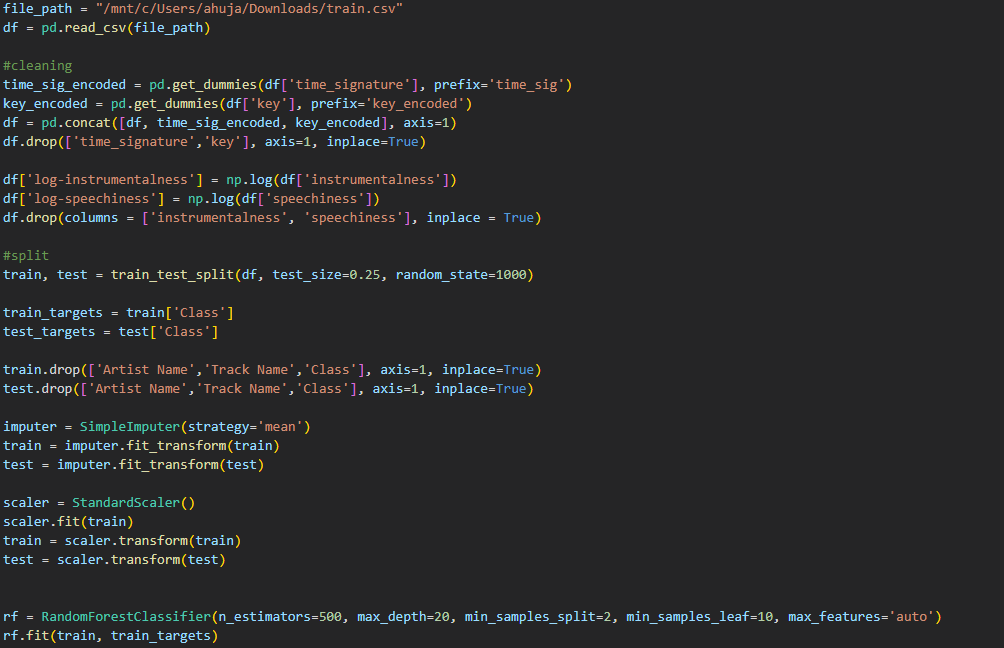 file_path = "/mnt/c/Users/ahuja/Downloads/train.csv"
df = pd.read_csv(file_path)
#cleaning
time_sig_encoded = pd.get_dummies(df['time_signature'], prefix='time_sig')
key_encoded = pd.get_dummies(df['key'], prefix='key_encoded')
df = pd.concat([df, time_sig_encoded, key_encoded], axis=1)
df.drop(['time_signature','key'], axis=1, inplace=True)
df['log-instrumentalness'] = np.log(df['instrumentalness'])
df['log-speechiness'] = np.log(df['speechiness'])
df.drop(columns = ['instrumentalness', 'speechiness'], inplace = True)
#split
train, test = train_test_split(df, test_size=0.25, random_state=1000)
train_targets = train['Class']
test_targets = test['Class']
train.drop(['Artist Name','Track Name','Class'], axis=1, inplace=True)
test.drop(['Artist Name','Track Name','Class'], axis=1, inplace=True)
imputer = SimpleImputer(strategy='mean')
train = imputer.fit_transform(train)
test = imputer.fit_transform(test)
scaler = StandardScaler()
scaler.fit(train)
train = scaler.transform(train)
test = scaler.transform(test)
rf = RandomForestClassifier(n_estimators=500, max_depth=20, min_samples_split=2, min_samples_leaf=10, max_features='auto')
rf.fit(train, train_targets)